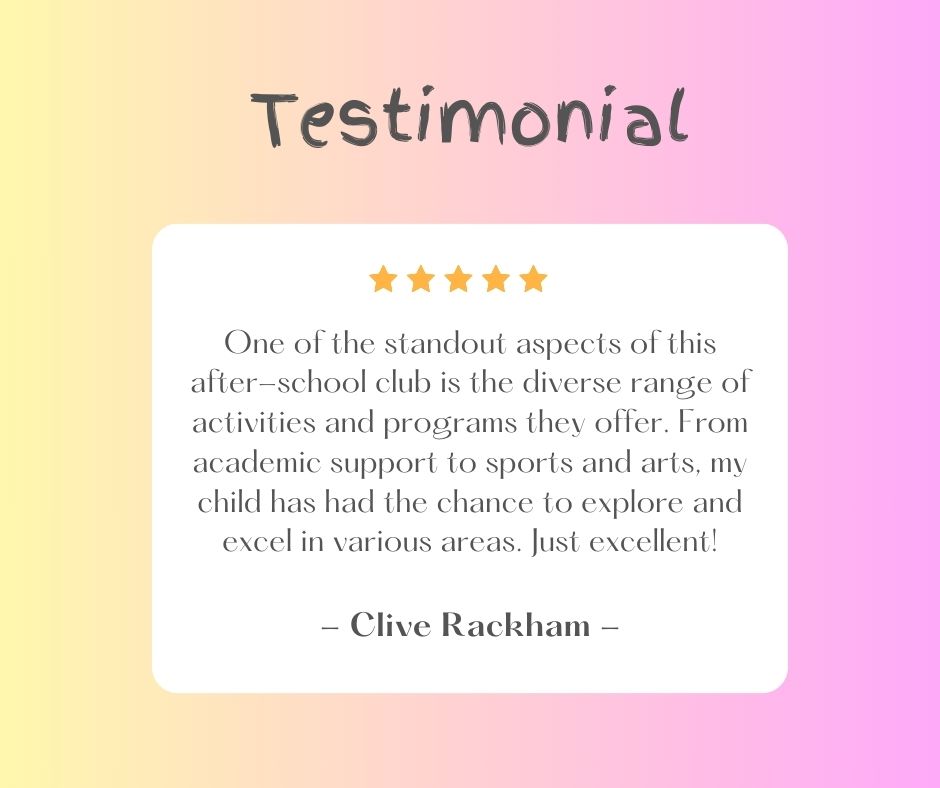 Testimonial
One of the standout aspects of this
after–school club is the diverse range of
activities and programs they offer. From
academic support to sports and arts, my
child has had the chance to explore and
excel in various areas. Just excellent!
– Clive Rackham –